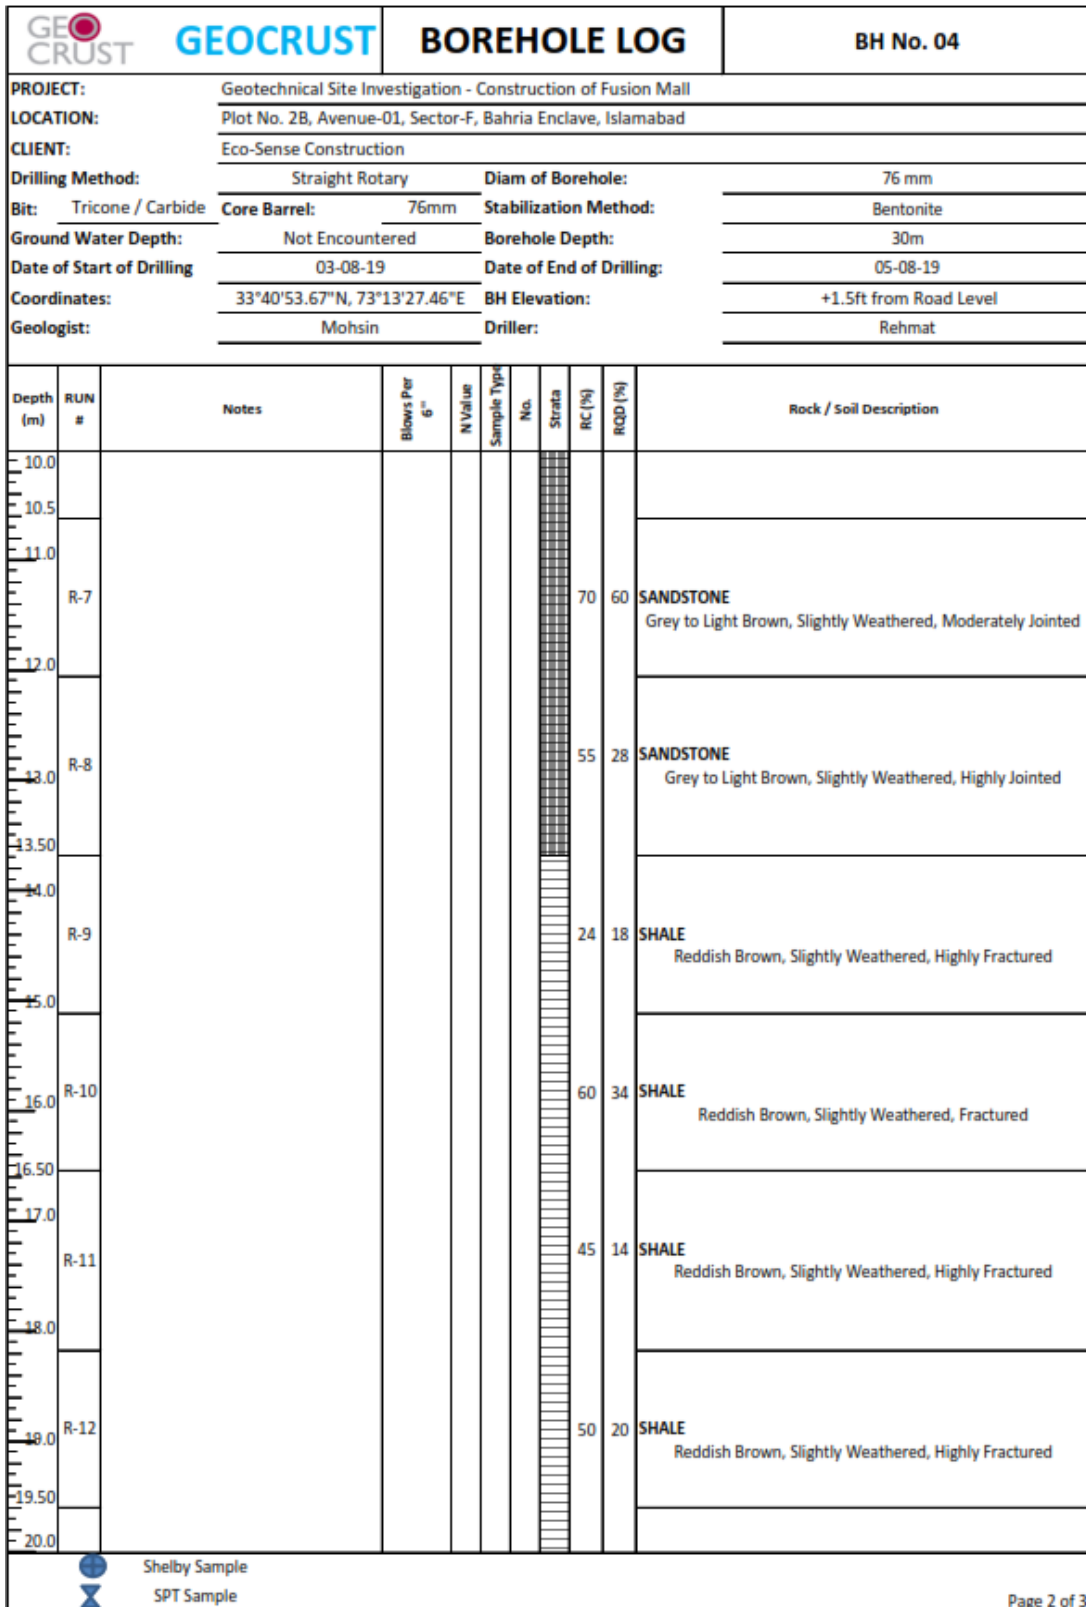 GEO CRUST GEOCRUST BOREHOLE LOG BH No. 04
PROJECT: Geotechnical Site Investigation - Construction of Fusion Mall
LOCATION: Plot No. 2B, Avenue-01, Sector-F, Bahria Enclave, Islamabad
CLIENT: Eco-Sense Construction
Drilling Method: Straight Rotary Diam of Borehole: 76 mm
Bit: Tricone / Carbide Core Barrel: 76mm Stabilization Method: Bentonite
Ground Water Depth: Not Encountered Borehole Depth: 30m
Date of Start of Drilling 03-08-19 Date of End of Drilling: 05-08-19
Coordinates: 33°40'53.67"N, 73°13'27.46"E BH Elevation: +1.5ft from Road Level
Geologist: Mohsin Driller: Rehmat
Depth (m) RUN # Notes Blows Per 6" N Value Sample Type No. Strata RC (%) RQD (%) Rock / Soil Description
10.0
10.5
11.0
R-7 70 60 SANDSTONE
Grey to Light Brown, Slightly Weathered, Moderately Jointed
12.0
R-8 55 28 SANDSTONE
13.0 Grey to Light Brown, Slightly Weathered, Highly Jointed
13.50
14.0
R-9 24 18 SHALE
Reddish Brown, Slightly Weathered, Highly Fractured
15.0
R-10 60 34 SHALE
16.0 Reddish Brown, Slightly Weathered, Fractured
16.50
17.0
R-11 45 14 SHALE
Reddish Brown, Slightly Weathered, Highly Fractured
18.0
R-12 50 20 SHALE
19.0 Reddish Brown, Slightly Weathered, Highly Fractured
19.50
20.0
Shelby Sample
SPT Sample
Page 2 of 3